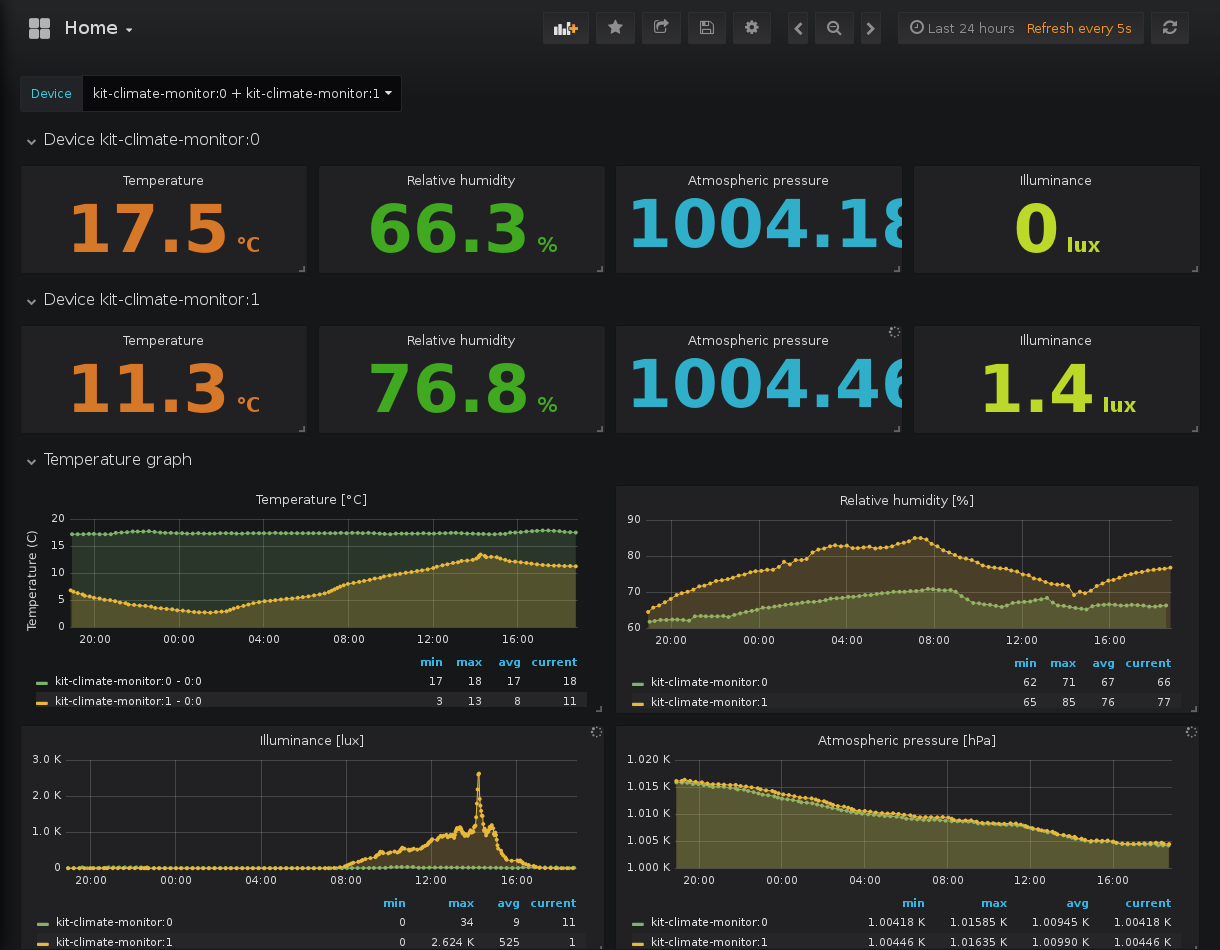 Home
Last 24 hours Refresh every 5s
Device kit-climate-monitor:0 + kit-climate-monitor:1
Device kit-climate-monitor:0
Temperature Relative humidity Atmospheric pressure Illuminance
17.5 °C 66.3 % 1004.18 0 lux
Device kit-climate-monitor:1
Temperature Relative humidity Atmospheric pressure Illuminance
11.3 °C 76.8 % 1004.46 1.4 lux
Temperature graph
Temperature [°C]
Temperature (C)
20
15
10
5
0
20:00 00:00 04:00 08:00 12:00 16:00
min max avg current
kit-climate-monitor:0 - 0:0 17 18 17 18
kit-climate-monitor:1 - 0:0 3 13 8 11
Relative humidity [%]
90
80
70
60
20:00 00:00 04:00 08:00 12:00 16:00
min max avg current
kit-climate-monitor:0 62 71 67 66
kit-climate-monitor:1 65 85 76 77
Illuminance [lux]
3.0 K
2.0 K
1.0 K
0
20:00 00:00 04:00 08:00 12:00 16:00
min max avg current
kit-climate-monitor:0 0 34 9 11
kit-climate-monitor:1 0 2.624 K 525 1
Atmospheric pressure [hPa]
1.020 K
1.015 K
1.010 K
1.005 K
1.000 K
20:00 00:00 04:00 08:00 12:00 16:00
min max avg current
kit-climate-monitor:0 1.00418 K 1.01585 K 1.00945 K 1.00418 K
kit-climate-monitor:1 1.00446 K 1.01635 K 1.00990 K 1.00446 K